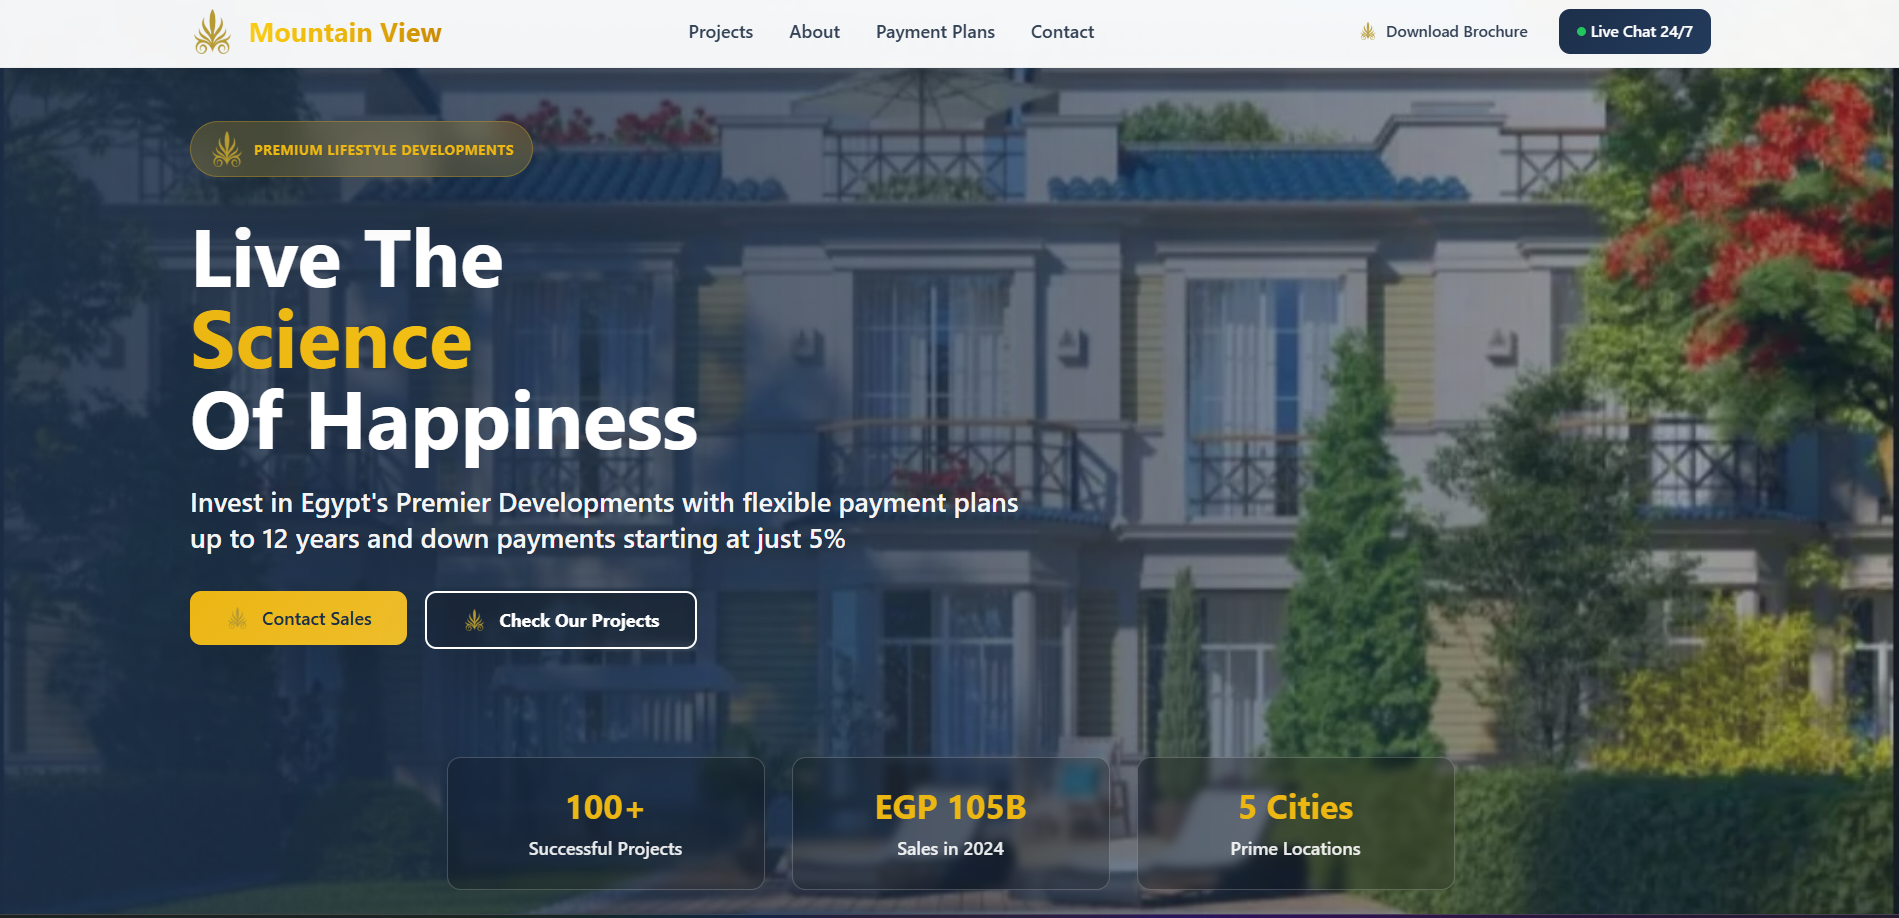 Mountain View
Projects
About
Payment Plans
Contact
Download Brochure
Live Chat 24/7
PREMIUM LIFESTYLE DEVELOPMENTS
Live The
Science
Of Happiness
Invest in Egypt's Premier Developments with flexible payment plans
up to 12 years and down payments starting at just 5%
Contact Sales
Check Our Projects
100+
Successful Projects
EGP 105B
Sales in 2024
5 Cities
Prime Locations